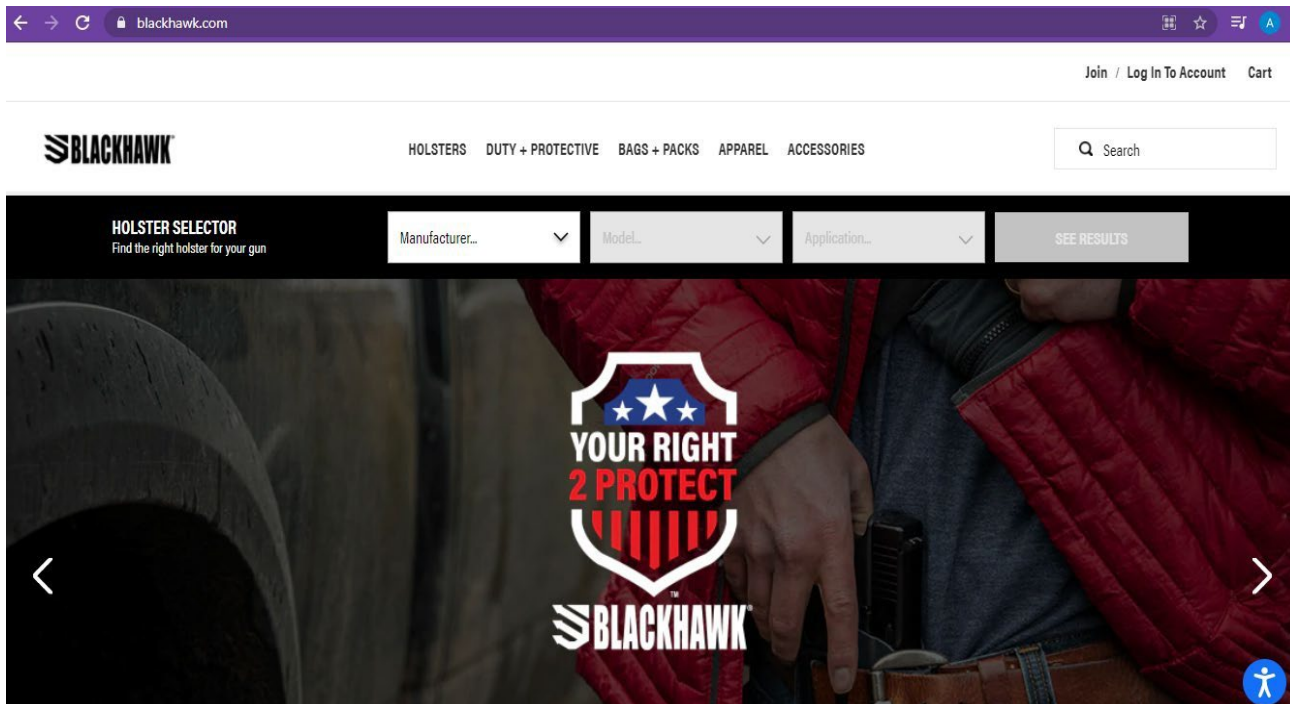 blackhawk.com
A
Join / Log In To Account Cart
BLACKHAWK
HOLSTERS DUTY + PROTECTIVE BAGS + PACKS APPAREL ACCESSORIES
Search
HOLSTER SELECTOR
Find the right holster for your gun
Manufacturer...
Model...
Application...
SEE RESULTS
YOUR RIGHT
2 PROTECT
TM
BLACKHAWK